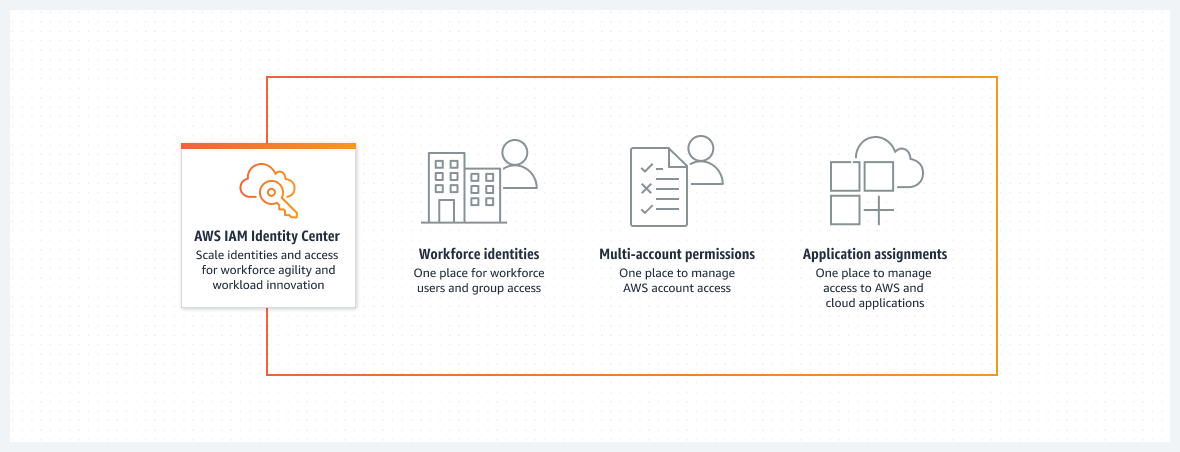 AWS IAM Identity Center
Scale identities and access
for workforce agility and
workload innovation
Workforce identities
One place for workforce
users and group access
Multi-account permissions
One place to manage
AWS account access
Application assignments
One place to manage
access to AWS and
cloud applications